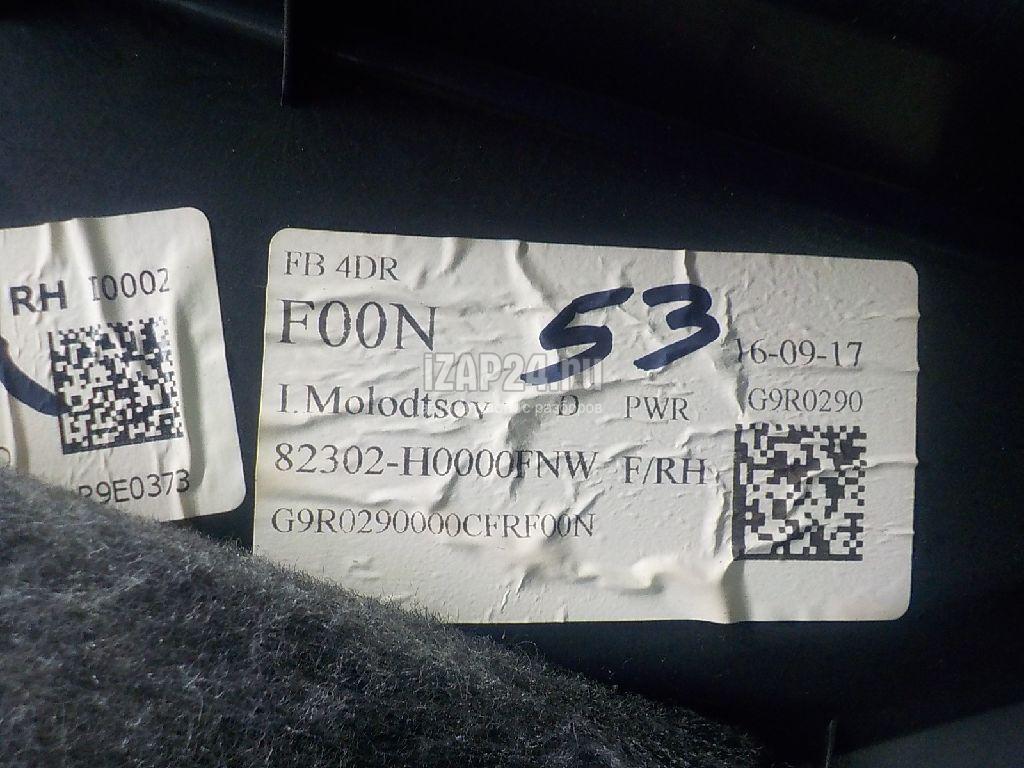 RH I0002
R9E0373
FB 4DR
F00N
53
16-09-17
I.Molodtsov D PWR G9R0290
82302-H0000FNW F/RH
G9R0290000CFRF00N
iZAP24.ru
с разборов